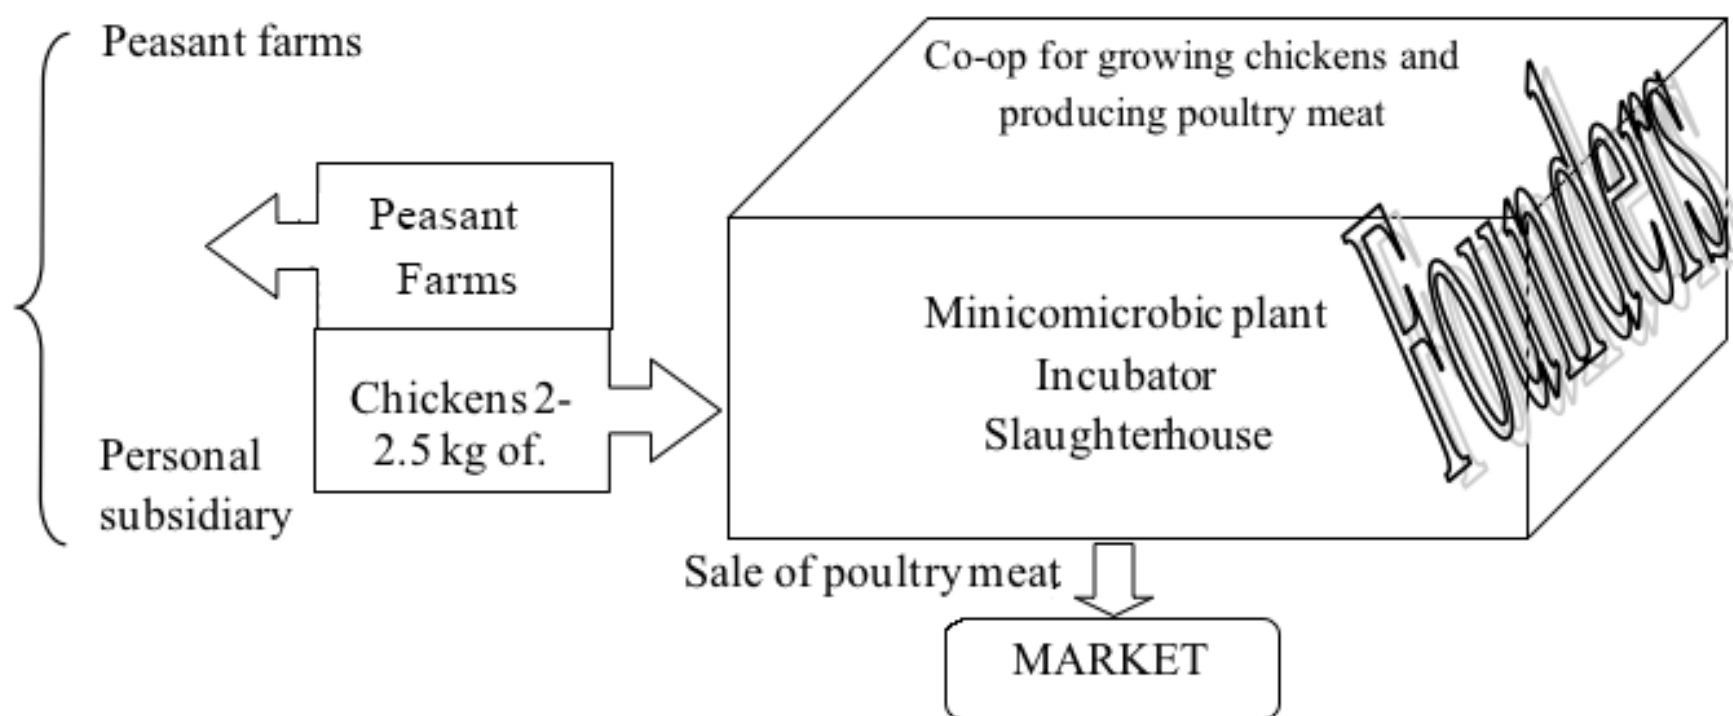 Peasant farms
Personal
subsidiary
Peasant
Farms
Chickens 2-
2.5 kg of.
Co-op for growing chickens and
producing poultry meat
Minicomicrobic plant
Incubator
Slaughterhouse
Founders
Sale of poultry meat
MARKET